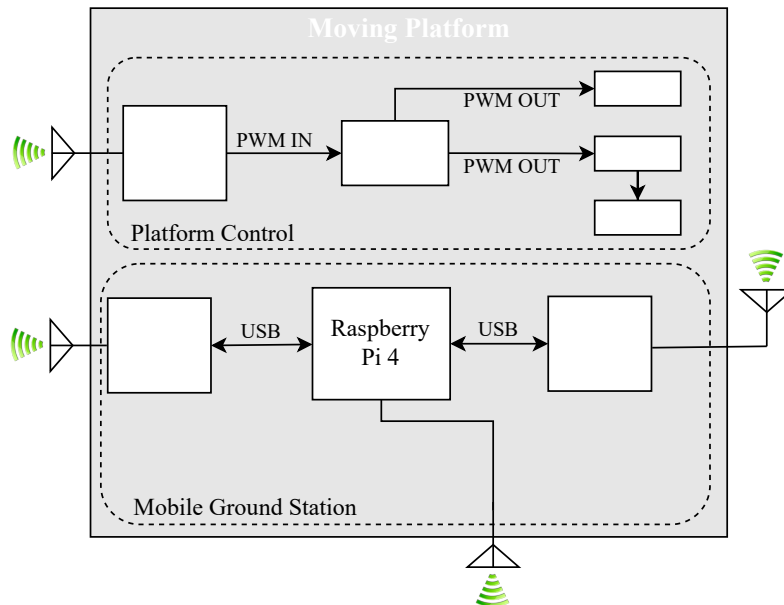 Moving Platform
PWM OUT
PWM IN
PWM OUT
Platform Control
USB
Raspberry
Pi 4
USB
Mobile Ground Station